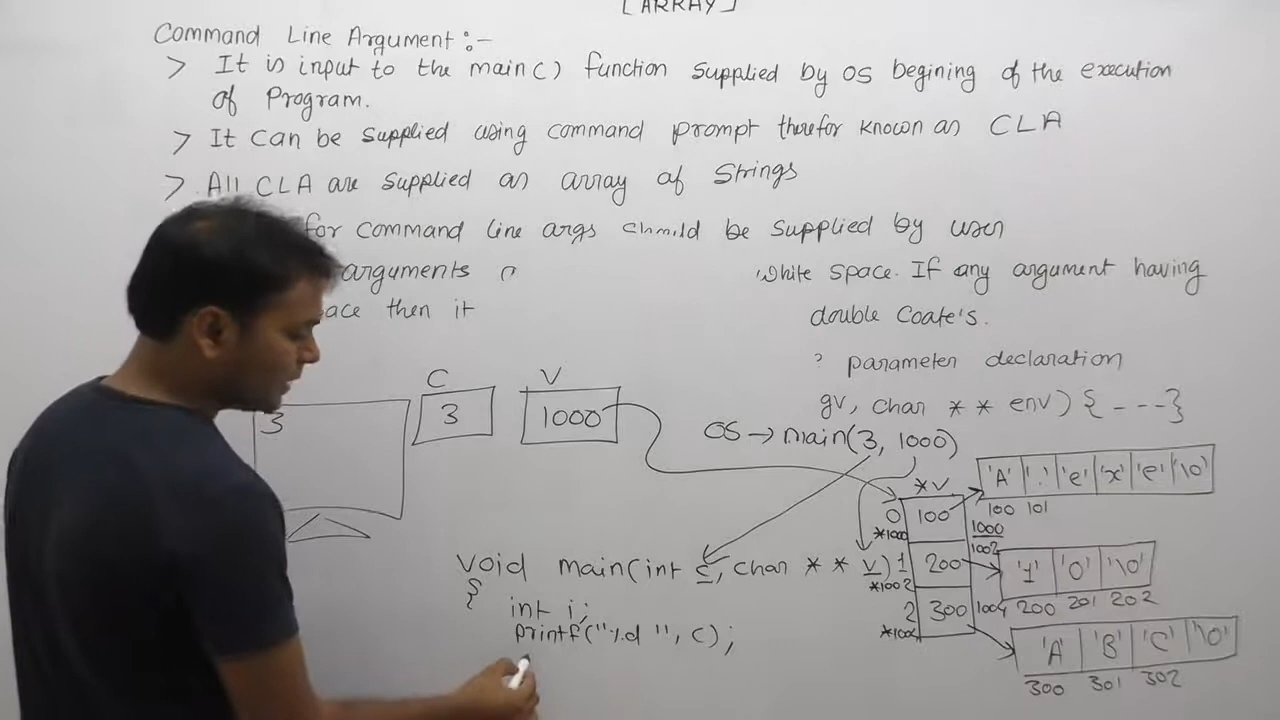 [ARRAY]
Command Line Argument :-
> It is input to the main() function supplied by OS begining of the execution
of Program.
> It can be supplied using command prompt therefor known as CLA
> All CLA are supplied as array of Strings
for command line args should be supplied by user
arguments white space. If any argument having
ace then it double Coate's.
parameter declaration
gv, char ** env) {---}
C V
3 3 1000
OS → main(3, 1000)
*V
0 100 'A' '.' 'e' 'x' 'e' '\0'
*1000 1000 100 101
1002
void main(int c, char ** v) 1 200 '1' '0' '\0'
*1002
{
int i; 2 300 1004 200 201 202
printf("%d ", c);
'A' 'B' 'C' '\0'
300 301 302